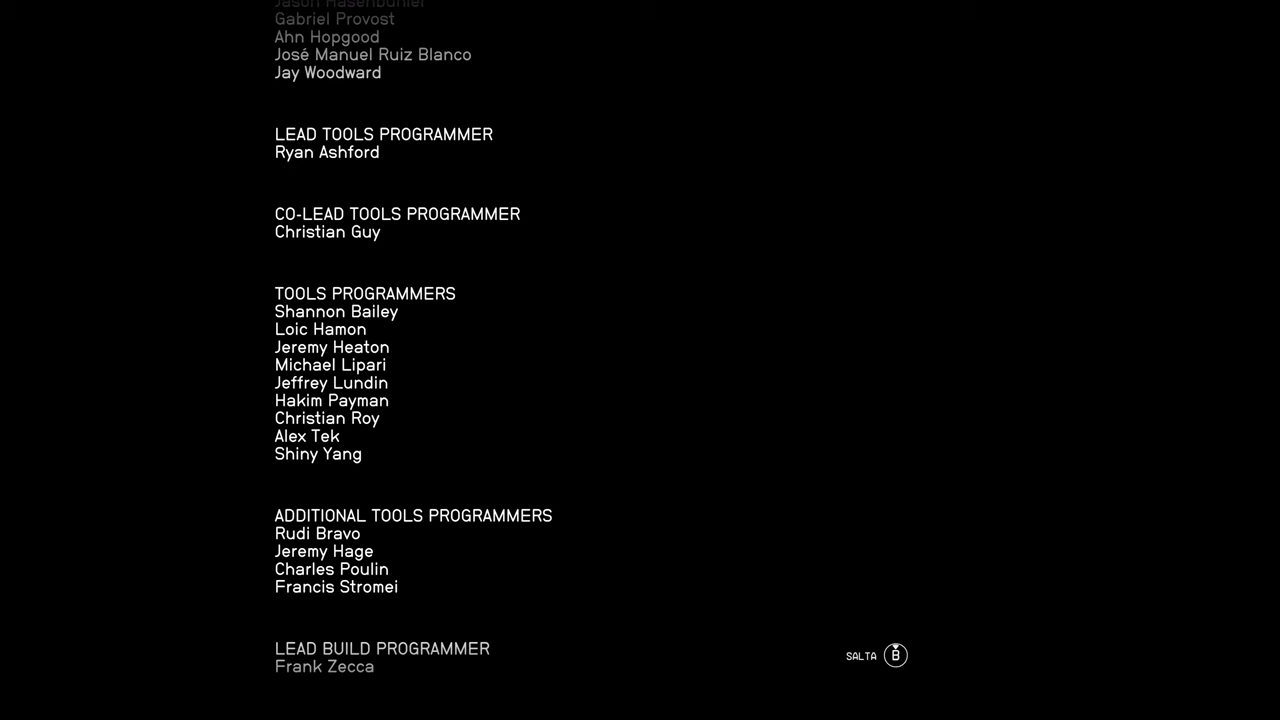 Gabriel Provost
Ahn Hopgood
José Manuel Ruiz Blanco
Jay Woodward
LEAD TOOLS PROGRAMMER
Ryan Ashford
CO-LEAD TOOLS PROGRAMMER
Christian Guy
TOOLS PROGRAMMERS
Shannon Bailey
Loic Hamon
Jeremy Heaton
Michael Lipari
Jeffrey Lundin
Hakim Payman
Christian Roy
Alex Tek
Shiny Yang
ADDITIONAL TOOLS PROGRAMMERS
Rudi Bravo
Jeremy Hage
Charles Poulin
Francis Stromei
LEAD BUILD PROGRAMMER
Frank Zecca
SALTA B